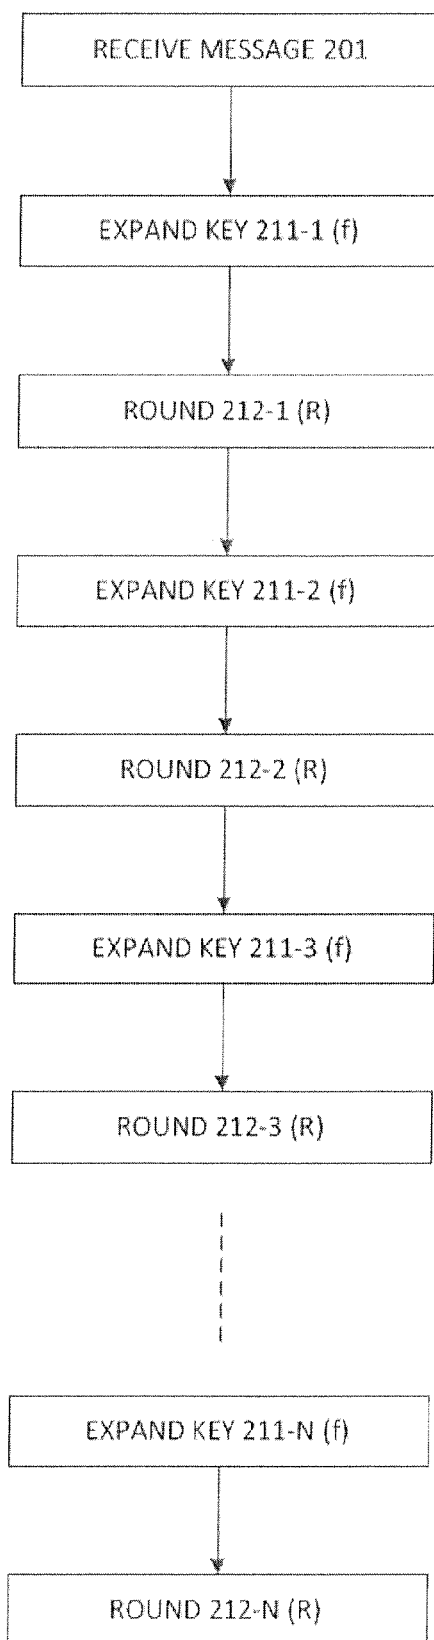 RECEIVE MESSAGE 201
EXPAND KEY 211-1 (f)
ROUND 212-1 (R)
EXPAND KEY 211-2 (f)
ROUND 212-2 (R)
EXPAND KEY 211-3 (f)
ROUND 212-3 (R)
EXPAND KEY 211-N (f)
ROUND 212-N (R)